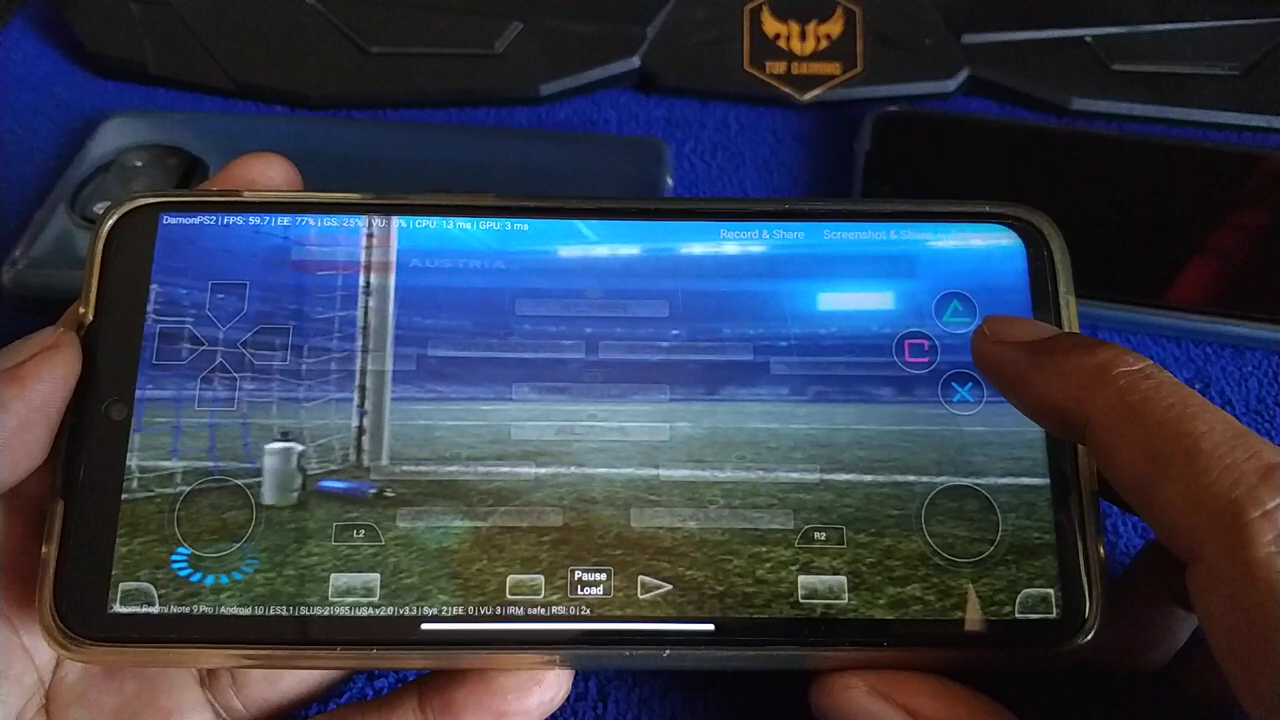 TUF GAMING
DamonPS2 | FPS: 59.7 | EE: 77% | GS: 25% | VU: 0% | CPU: 13 ms | GPU: 3 ms
Record & Share Screenshot & Share
AUSTRIA
L2
R2
Pause
Load
Xiaomi Redmi Note 9 Pro | Android 10 | ES3.1 | SLUS-21955 | USA v2.0 | v3.3 | Sys: 2 | EE: 0 | VU: 3 | IRM: safe | RSI: 0 | 2x